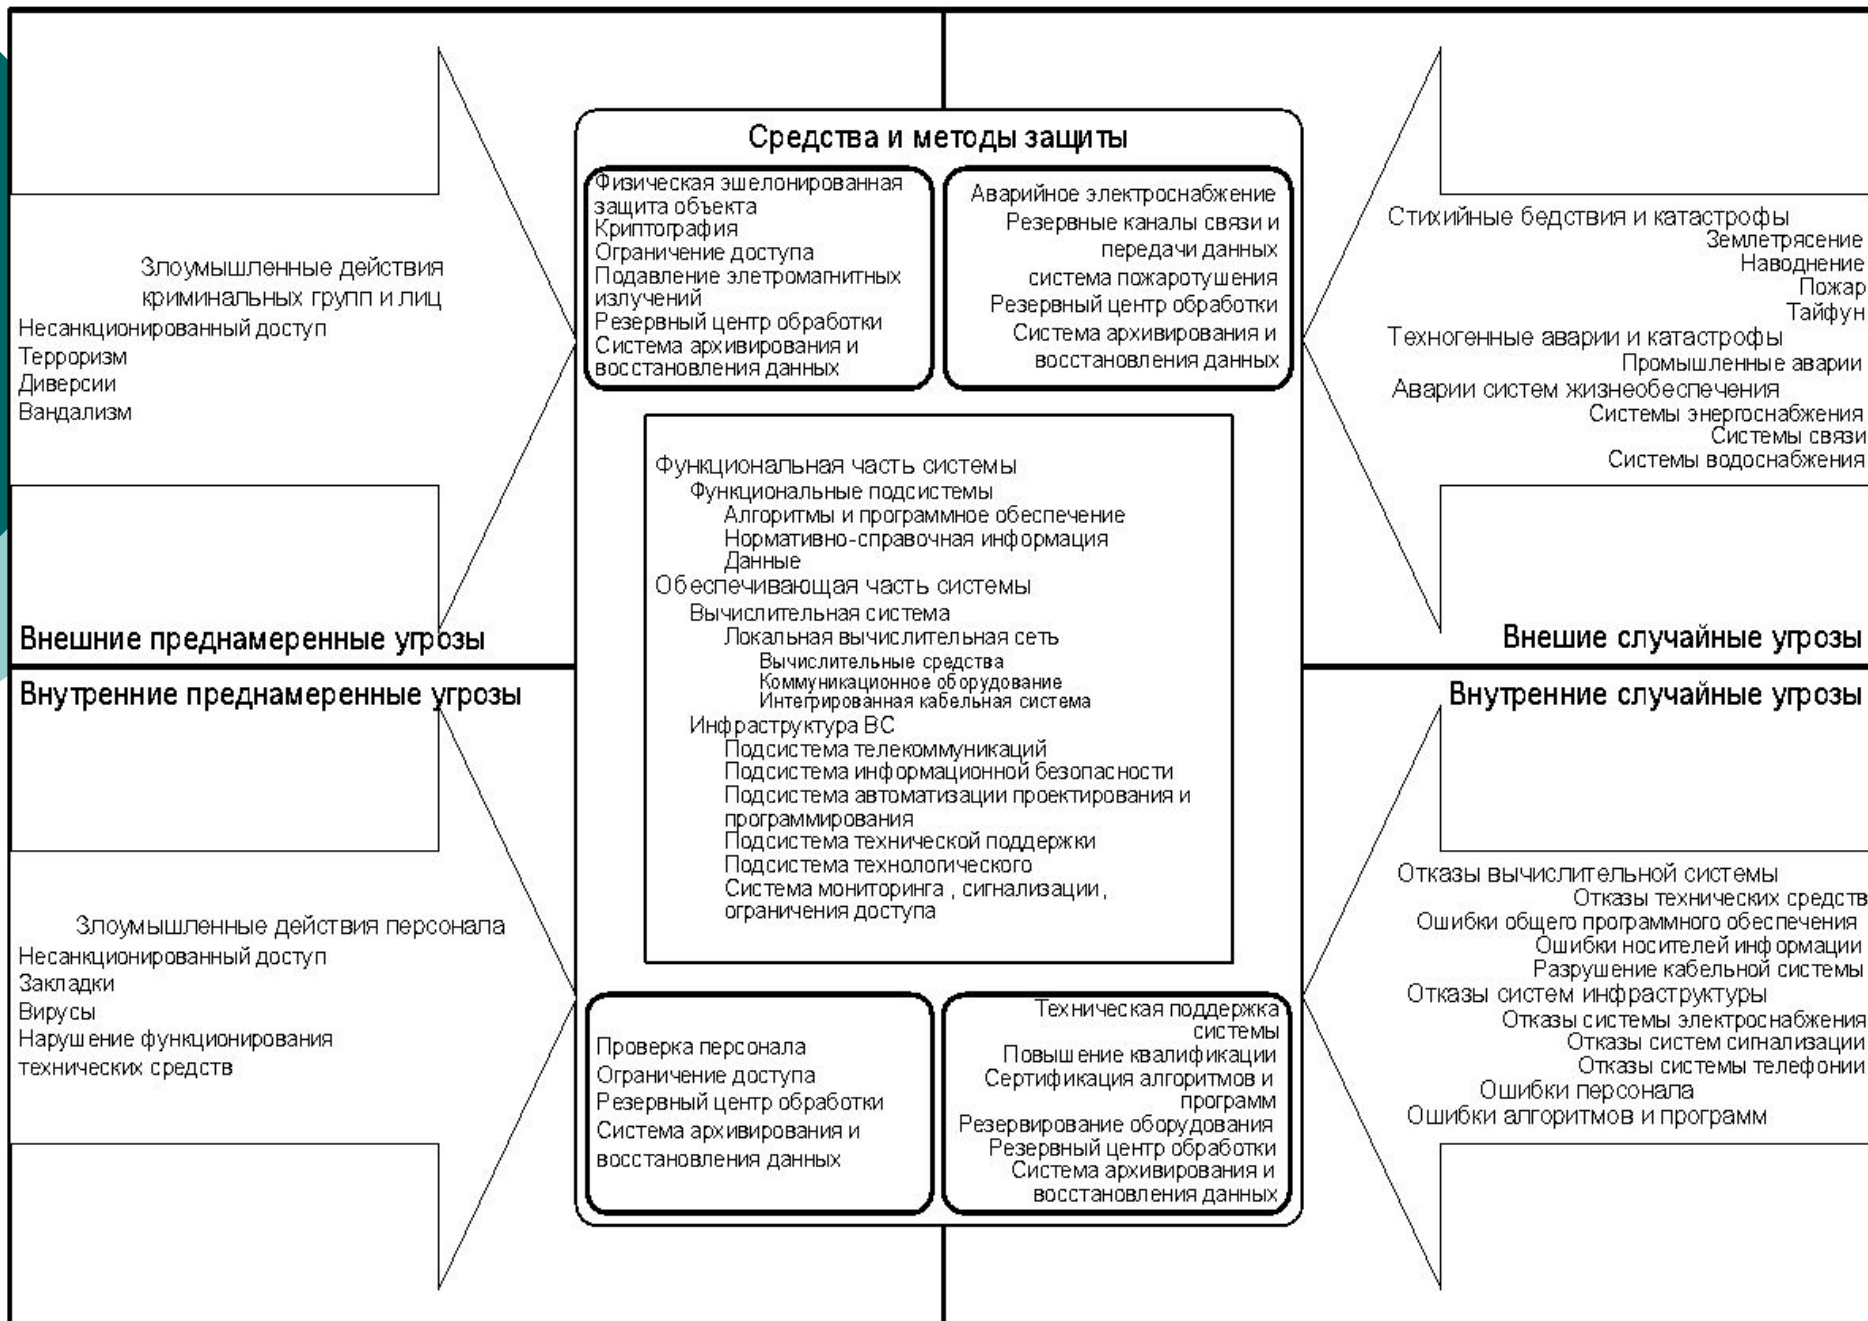 Средства и методы защиты
Физическая эшелонированная
защита объекта
Криптография
Ограничение доступа
Подавление элетромагнитных
излучений
Резервный центр обработки
Система архивирования и
восстановления данных
Аварийное электроснабжение
Резервные каналы связи и
передачи данных
система пожаротушения
Резервный центр обработки
Система архивирования и
восстановления данных
Злоумышленные действия
криминальных групп и лиц
Несанкционированный доступ
Терроризм
Диверсии
Вандализм
Внешние преднамеренные угрозы
Стихийные бедствия и катастрофы
Землетрясение
Наводнение
Пожар
Тайфун
Техногенные аварии и катастрофы
Промышленные аварии
Аварии систем жизнеобеспечения
Системы энергоснабжения
Системы связи
Системы водоснабжения
Внешие случайные угрозы
Функциональная часть системы
Функциональные подсистемы
Алгоритмы и программное обеспечение
Нормативно-справочная информация
Данные
Обеспечивающая часть системы
Вычислительная система
Локальная вычислительная сеть
Вычислительные средства
Коммуникационное оборудование
Интегрированная кабельная система
Инфраструктура ВС
Подсистема телекоммуникаций
Подсистема информационной безопасности
Подсистема автоматизации проектирования и
программирования
Подсистема технической поддержки
Подсистема технологического
Система мониторинга , сигнализации ,
ограничения доступа
Внутренние преднамеренные угрозы
Злоумышленные действия персонала
Несанкционированный доступ
Закладки
Вирусы
Нарушение функционирования
технических средств
Внутренние случайные угрозы
Отказы вычислительной системы
Отказы технических средств
Ошибки общего программного обеспечения
Ошибки носителей информации
Разрушение кабельной системы
Отказы систем инфраструктуры
Отказы системы электроснабжения
Отказы систем сигнализации
Отказы системы телефонии
Ошибки персонала
Ошибки алгоритмов и программ
Проверка персонала
Ограничение доступа
Резервный центр обработки
Система архивирования и
восстановления данных
Техническая поддержка
системы
Повышение квалификации
Сертификация алгоритмов и
программ
Резервирование оборудования
Резервный центр обработки
Система архивирования и
восстановления данных